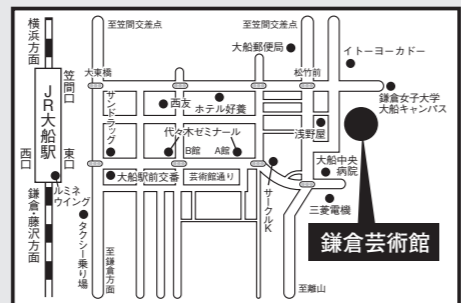 至笠間交差点
至笠間交差点
横浜方面
大船郵便局
イトーヨーカドー
大東橋
松竹前
笠間口
JR大船駅
西友
ホテル好養
鎌倉女子大学
大船キャンパス
サンドラッグ
代々木ゼミナール
浅野屋
西口
東口
B館
A館
大船中央
病院
ルミネ
ウイング
大船駅前交番
芸術館通り
サークルK
三菱電機
鎌倉・藤沢方面
タクシー乗り場
至鎌倉方面
鎌倉芸術館
至離山